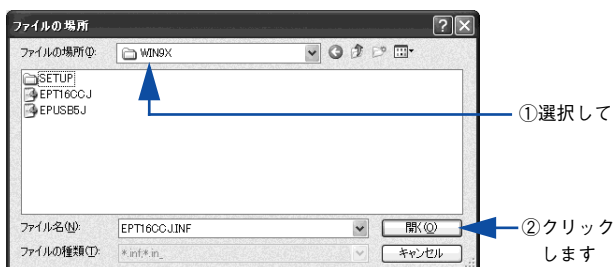 ファイルの場所
ファイルの場所(I):
WIN9X
SETUP
EPT16CCJ
EPUSB5J
①選択して
ファイル名(N):
EPT16CCJ.INF
開く(O)
②クリック
します
ファイルの種類(T):
*.inf;*.in_
キャンセル